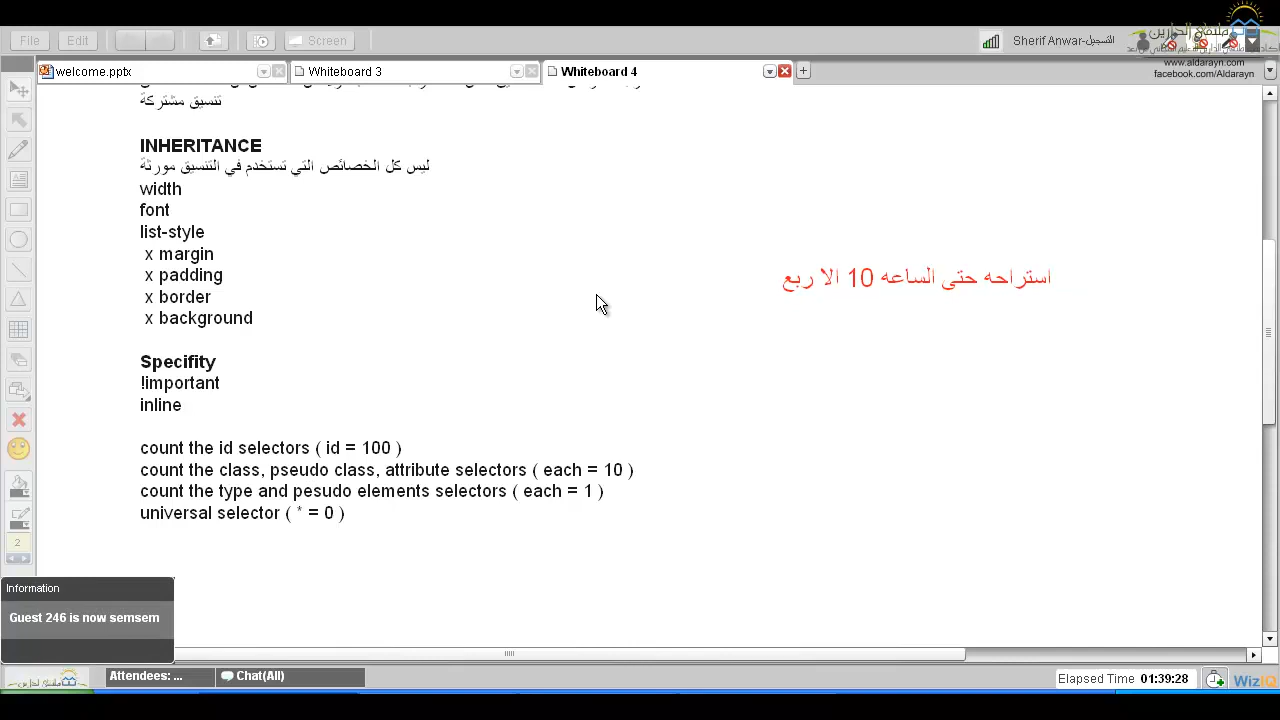 File Edit Screen Sherif Anwar-التسجيل
www.aldarayn.com
facebook.com/Aldarayn
welcome.pptx Whiteboard 3 Whiteboard 4
تنسيق مشتركة
INHERITANCE
ليس كل الخصائص التي تستخدم في التنسيق مورثة
width
font
list-style
x margin
x padding
x border
x background
استراحه حتى الساعه 10 الا ربع
Specifity
!important
inline
count the id selectors ( id = 100 )
count the class, pseudo class, attribute selectors ( each = 10 )
count the type and pesudo elements selectors ( each = 1 )
universal selector ( * = 0 )
2
Information
Guest 246 is now semsem
Attendees: ... Chat(All)
Elapsed Time 01:39:28 WizIQ